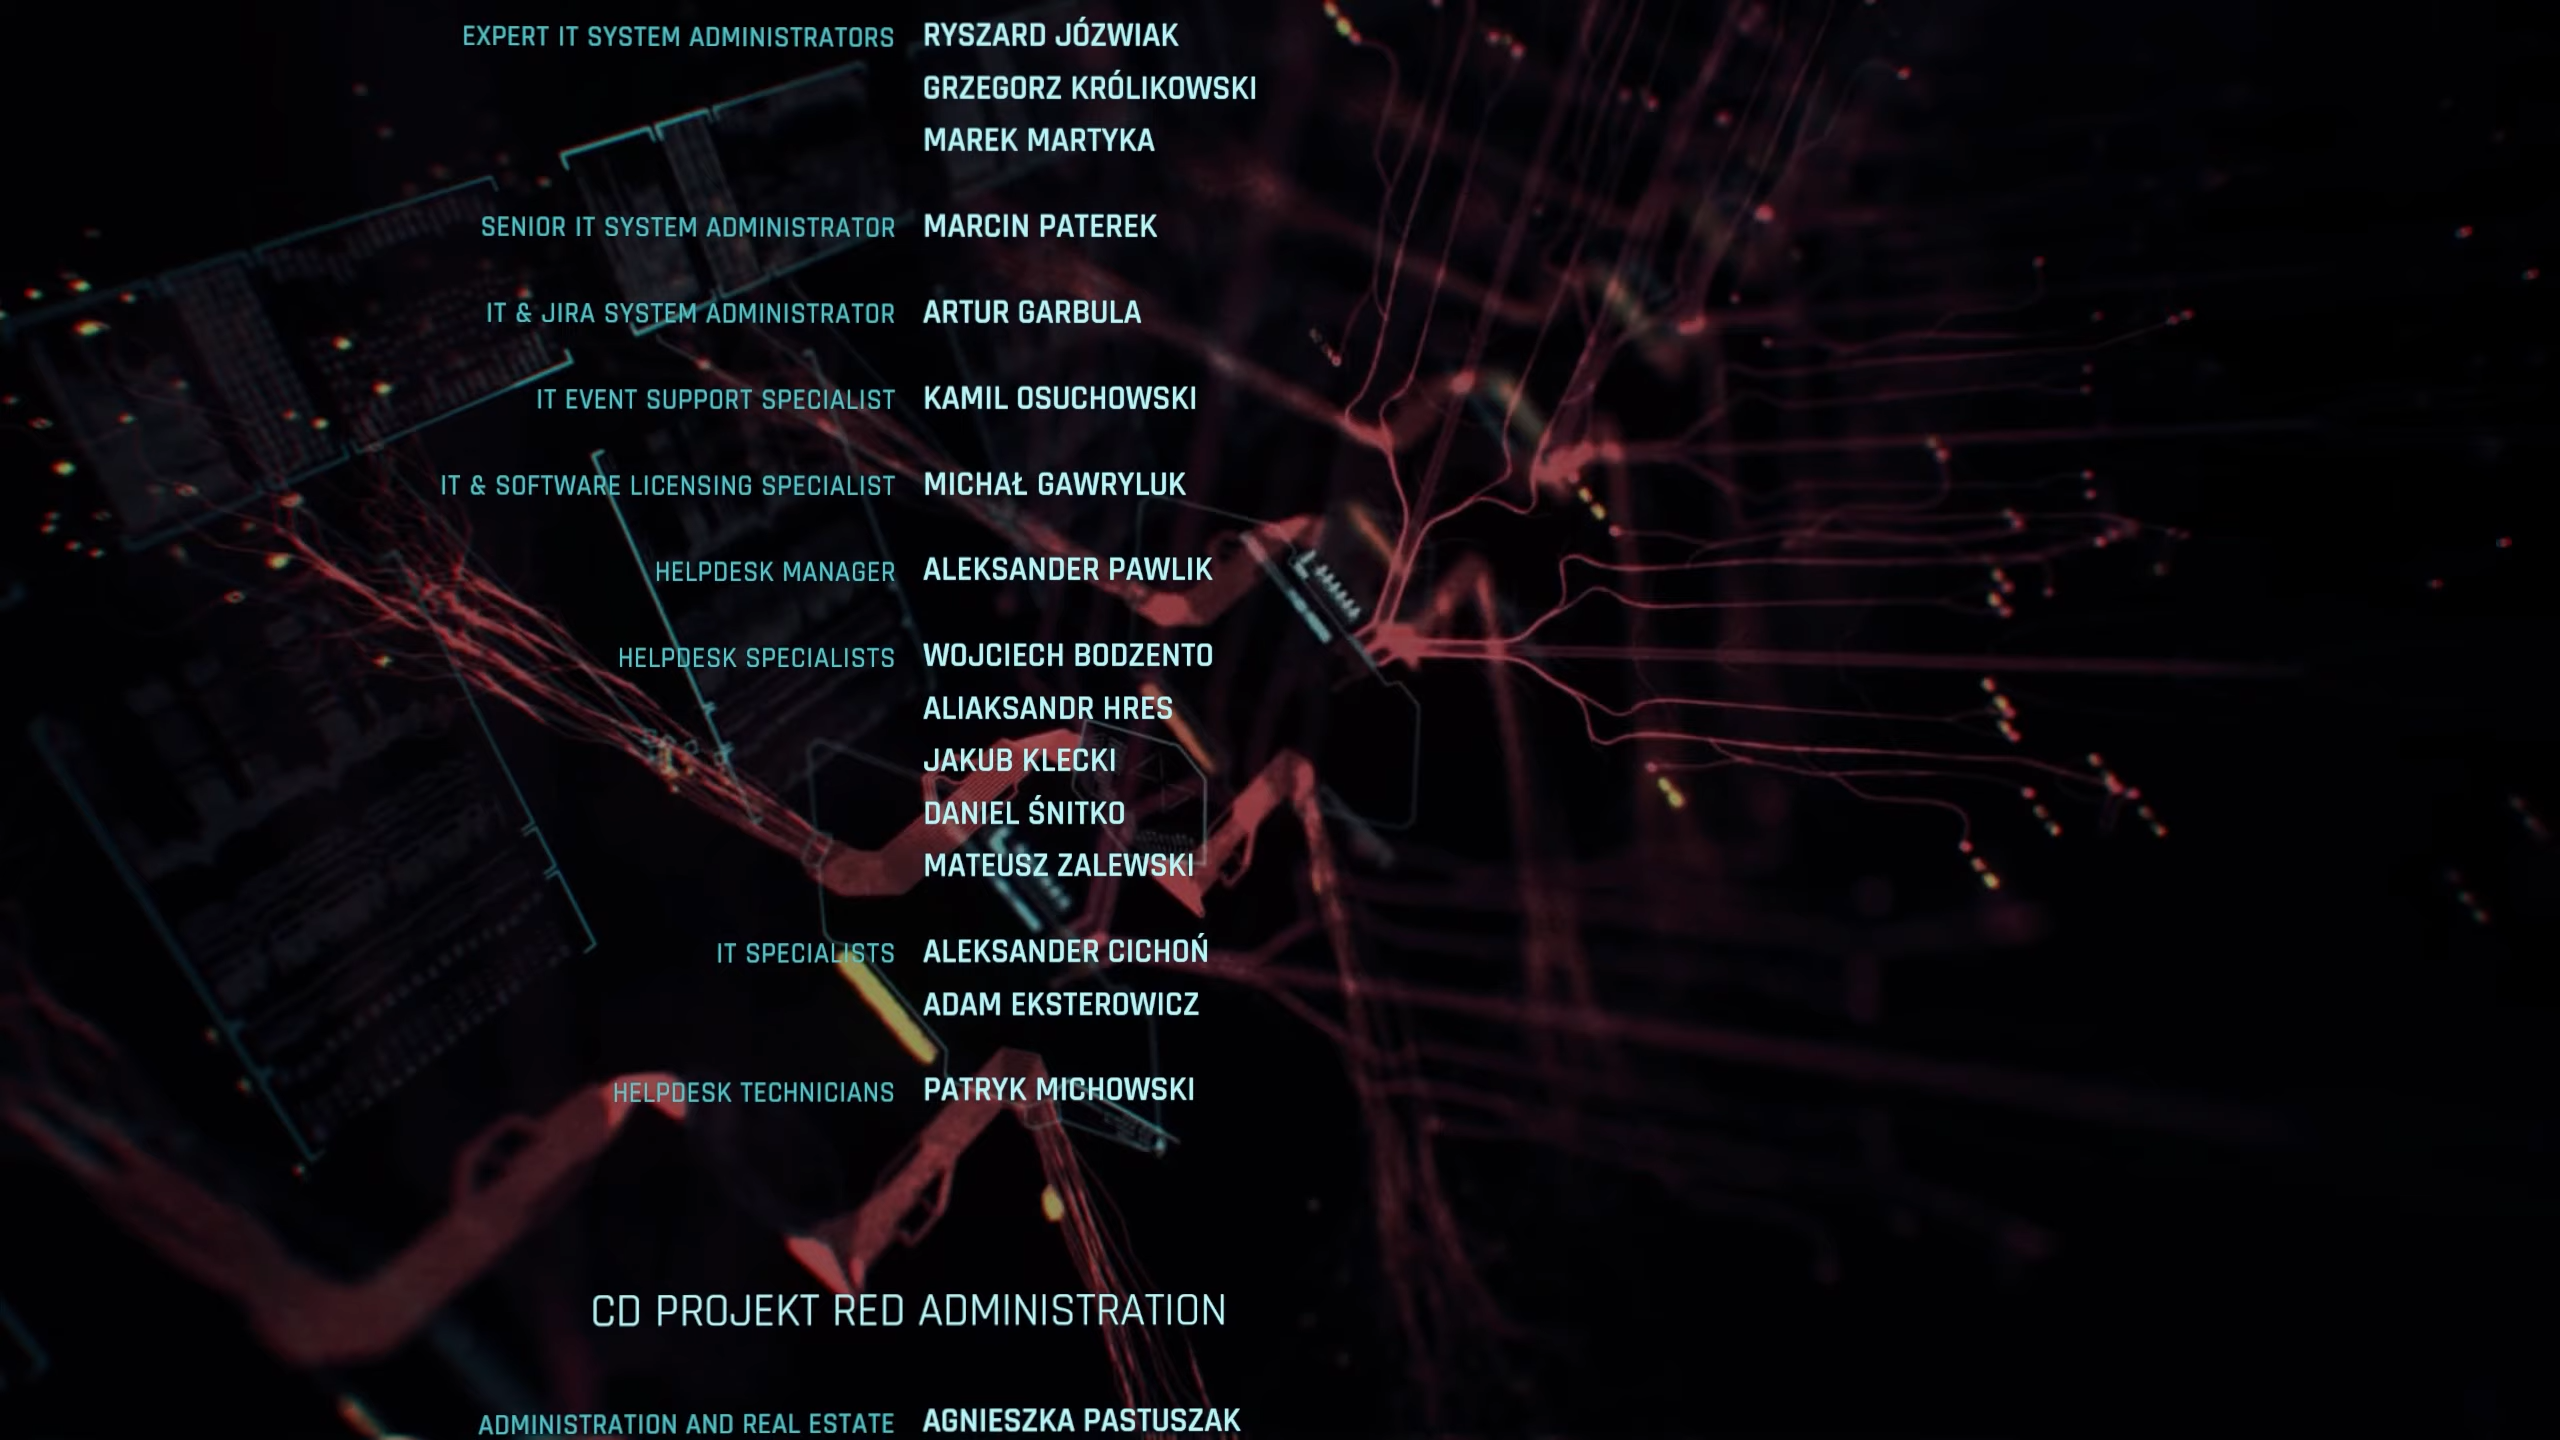 EXPERT IT SYSTEM ADMINISTRATORS RYSZARD JÓZWIAK
GRZEGORZ KRÓLIKOWSKI
MAREK MARTYKA
SENIOR IT SYSTEM ADMINISTRATOR MARCIN PATEREK
IT & JIRA SYSTEM ADMINISTRATOR ARTUR GARBULA
IT EVENT SUPPORT SPECIALIST KAMIL OSUCHOWSKI
IT & SOFTWARE LICENSING SPECIALIST MICHAŁ GAWRYLUK
HELPDESK MANAGER ALEKSANDER PAWLIK
HELPDESK SPECIALISTS WOJCIECH BODZENTO
ALIAKSANDR HRES
JAKUB KLECKI
DANIEL ŚNITKO
MATEUSZ ZALEWSKI
IT SPECIALISTS ALEKSANDER CICHOŃ
ADAM EKSTEROWICZ
HELPDESK TECHNICIANS PATRYK MICHOWSKI
CD PROJEKT RED ADMINISTRATION
ADMINISTRATION AND REAL ESTATE AGNIESZKA PASTUSZAK